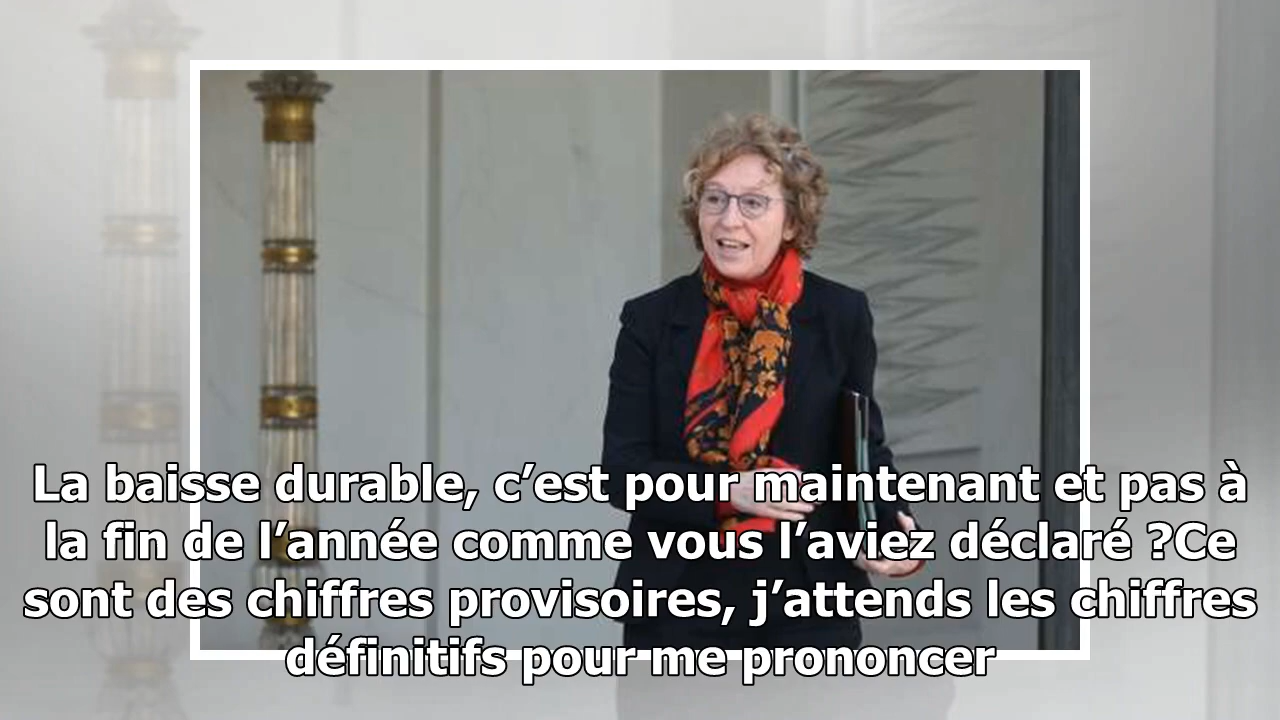 La baisse durable, c’est pour maintenant et pas à
la fin de l’année comme vous l’aviez déclaré ?Ce
sont des chiffres provisoires, j’attends les chiffres
définitifs pour me prononcer